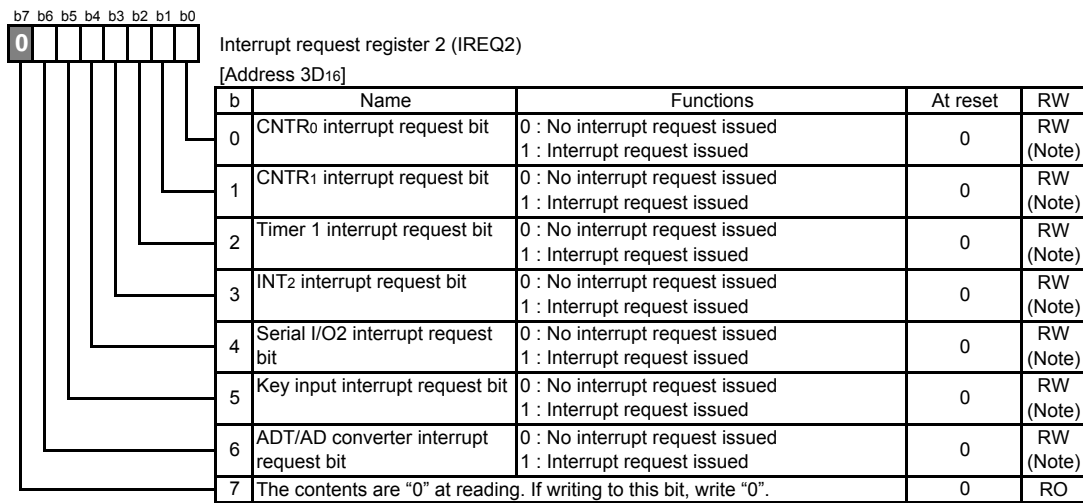 b7 b6 b5 b4 b3 b2 b1 b0
0
Interrupt request register 2 (IREQ2)
[Address 3D16]
b Name Functions At reset RW
0 CNTR0 interrupt request bit 0 : No interrupt request issued 0 RW
1 : Interrupt request issued (Note)
1 CNTR1 interrupt request bit 0 : No interrupt request issued 0 RW
1 : Interrupt request issued (Note)
2 Timer 1 interrupt request bit 0 : No interrupt request issued 0 RW
1 : Interrupt request issued (Note)
3 INT2 interrupt request bit 0 : No interrupt request issued 0 RW
1 : Interrupt request issued (Note)
4 Serial I/O2 interrupt request 0 : No interrupt request issued 0 RW
bit 1 : Interrupt request issued (Note)
5 Key input interrupt request bit 0 : No interrupt request issued 0 RW
1 : Interrupt request issued (Note)
6 ADT/AD converter interrupt 0 : No interrupt request issued 0 RW
request bit 1 : Interrupt request issued (Note)
7 The contents are “0” at reading. If writing to this bit, write “0”. 0 RO